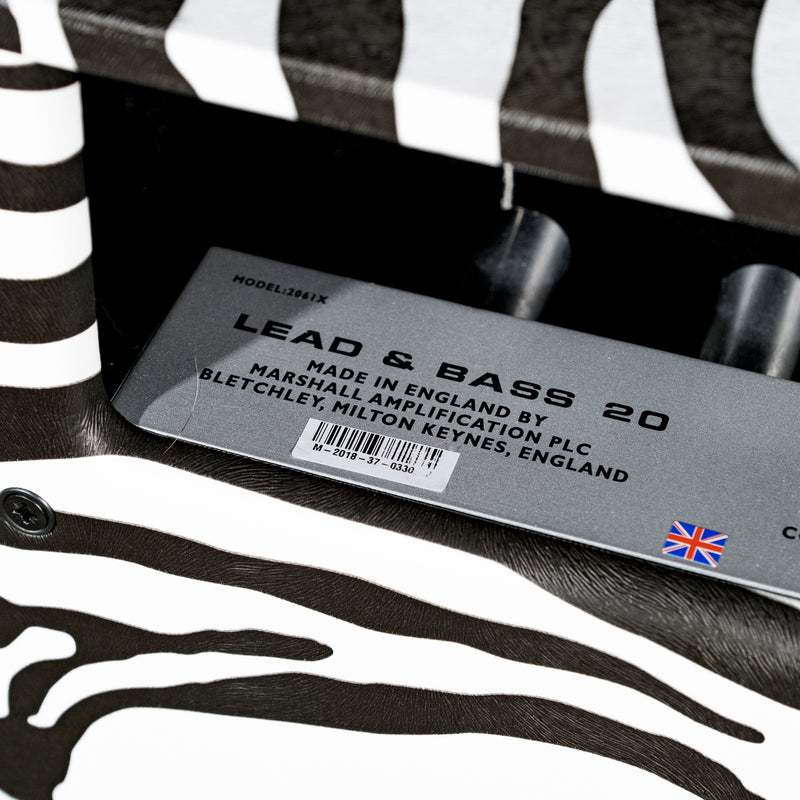 MODEL:2061X
LEAD & BASS 20
MADE IN ENGLAND BY
MARSHALL AMPLIFICATION PLC
BLETCHLEY, MILTON KEYNES, ENGLAND
M-2018-37-0330